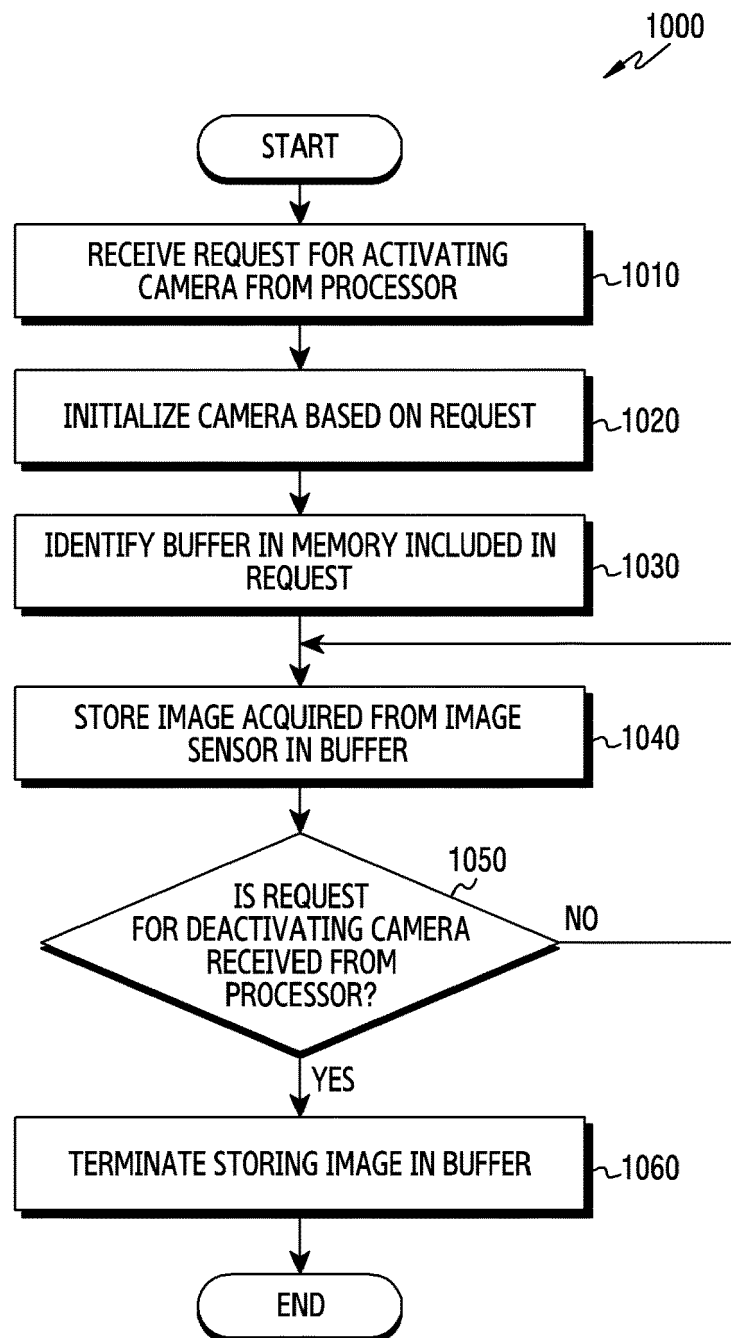 1000
START
RECEIVE REQUEST FOR ACTIVATING
CAMERA FROM PROCESSOR
1010
INITIALIZE CAMERA BASED ON REQUEST
1020
IDENTIFY BUFFER IN MEMORY INCLUDED IN
REQUEST
1030
STORE IMAGE ACQUIRED FROM IMAGE
SENSOR IN BUFFER
1040
1050
IS REQUEST
FOR DEACTIVATING CAMERA
RECEIVED FROM
PROCESSOR?
NO
YES
TERMINATE STORING IMAGE IN BUFFER
1060
END